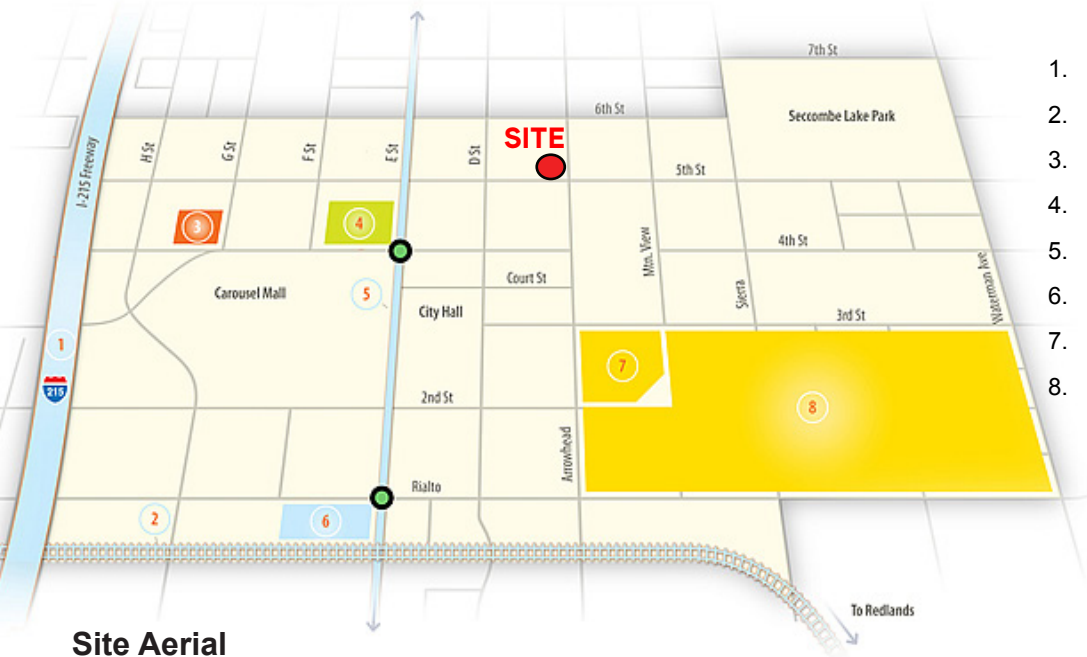 7th St
1.
6th St
Seccombe Lake Park
2.
SITE
H St
G St
F St
E St
D St
3.
I-215 Freeway
5th St
4.
3
4
4th St
Mtn. View
5.
Court St
Carousel Mall
5
City Hall
Sierra
Waterman Ave
6.
3rd St
1
7.
7
215
2nd St
8
8.
Arrowhead
Rialto
2
6
To Redlands
Site Aerial